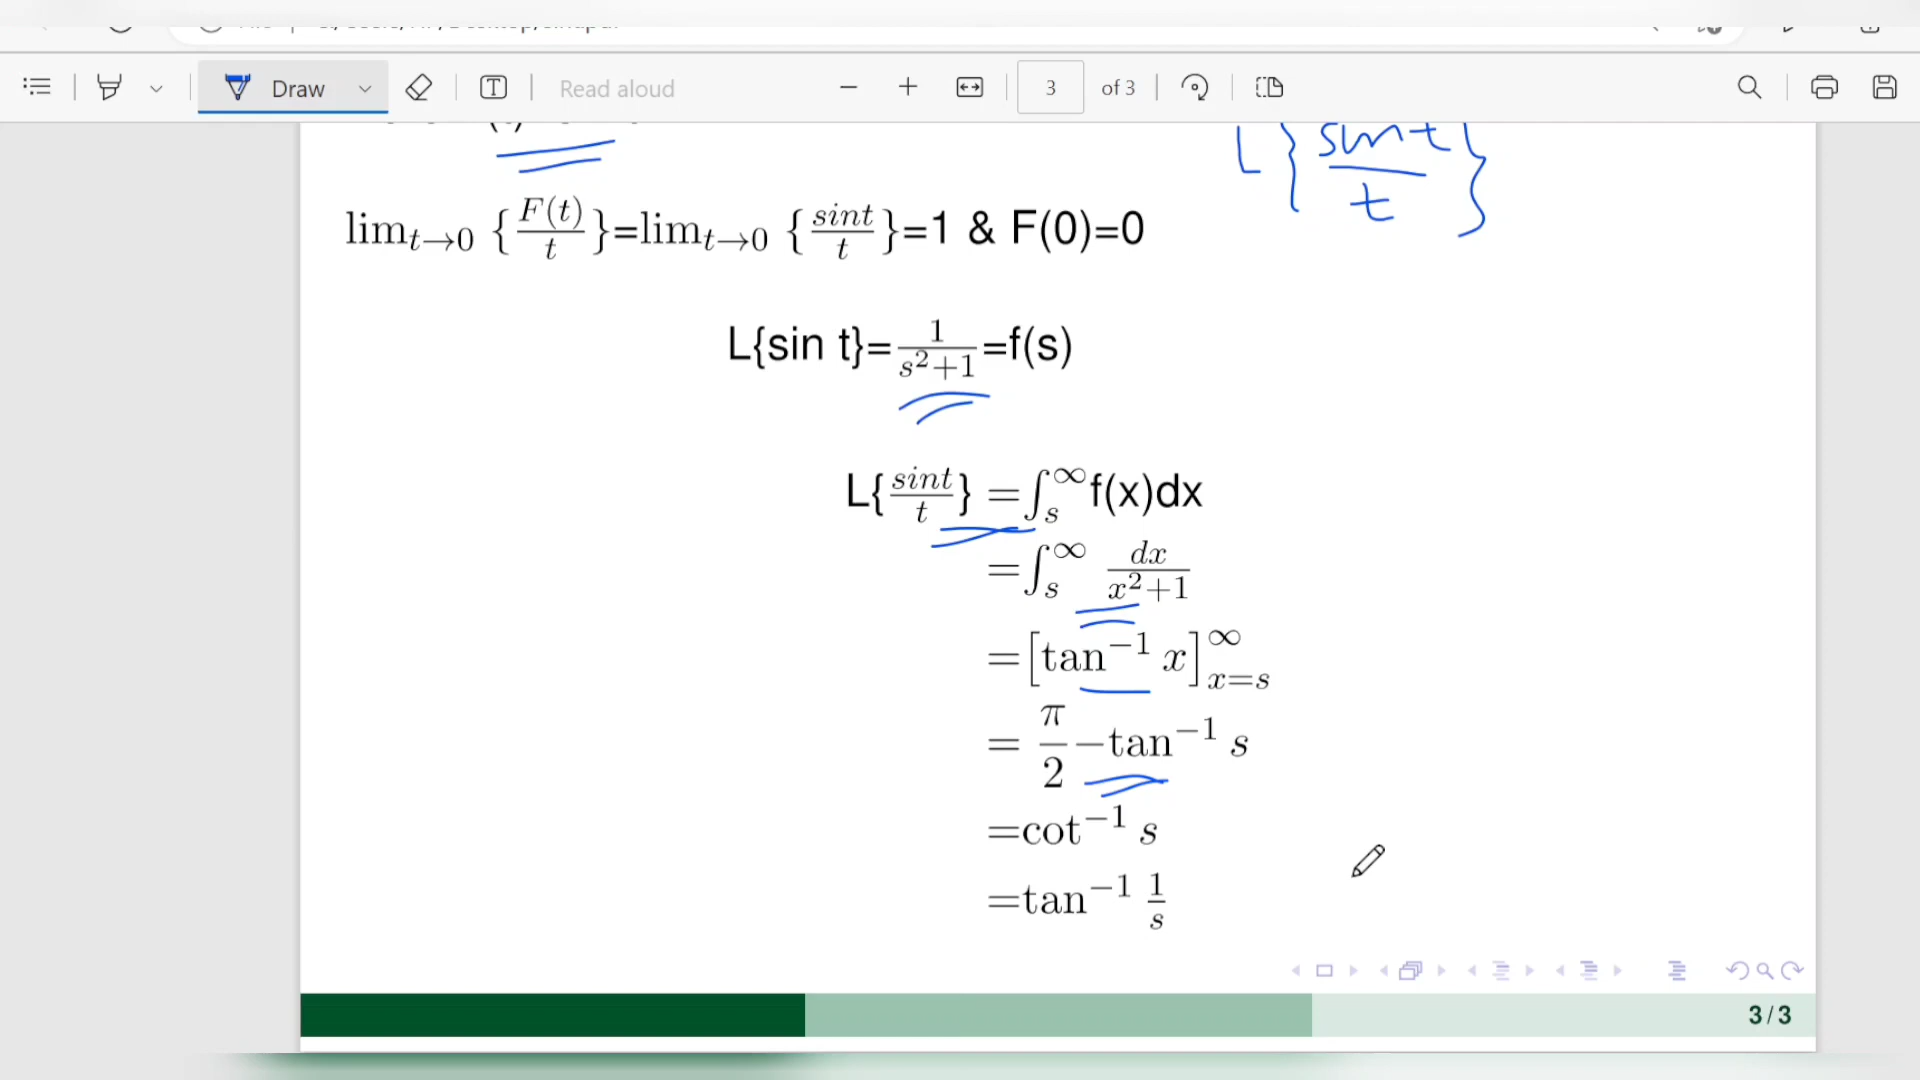 Draw
Read aloud
3 of 3
L{sint/t}
lim_{t→0} {F(t)/t}=lim_{t→0} {sint/t}=1 & F(0)=0
L{sin t}=1/(s²+1)=f(s)
L{sint/t} =∫_s^∞ f(x)dx
=∫_s^∞ dx/(x²+1)
=[tan⁻¹ x]_{x=s}^∞
= π/2 −tan⁻¹ s
=cot⁻¹ s
=tan⁻¹ 1/s
3/3